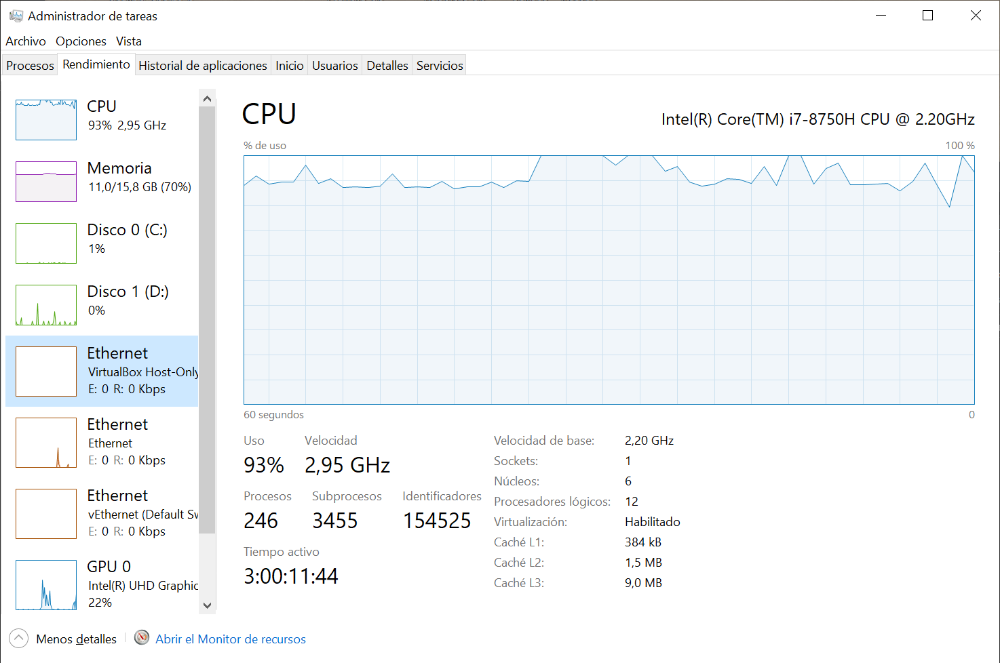 Administrador de tareas
Archivo Opciones Vista
Procesos Rendimiento Historial de aplicaciones Inicio Usuarios Detalles Servicios
CPU
93% 2,95 GHz
Memoria
11,0/15,8 GB (70%)
Disco 0 (C:)
1%
Disco 1 (D:)
0%
Ethernet
VirtualBox Host-Only
E: 0 R: 0 Kbps
Ethernet
Ethernet
E: 0 R: 0 Kbps
Ethernet
vEthernet (Default Sw
E: 0 R: 0 Kbps
GPU 0
Intel(R) UHD Graphic
22%
CPU
Intel(R) Core(TM) i7-8750H CPU @ 2.20GHz
% de uso 100 %
60 segundos 0
Uso Velocidad
93% 2,95 GHz
Procesos Subprocesos Identificadores
246 3455 154525
Tiempo activo
3:00:11:44
Velocidad de base: 2,20 GHz
Sockets: 1
Núcleos: 6
Procesadores lógicos: 12
Virtualización: Habilitado
Caché L1: 384 kB
Caché L2: 1,5 MB
Caché L3: 9,0 MB
Menos detalles Abrir el Monitor de recursos